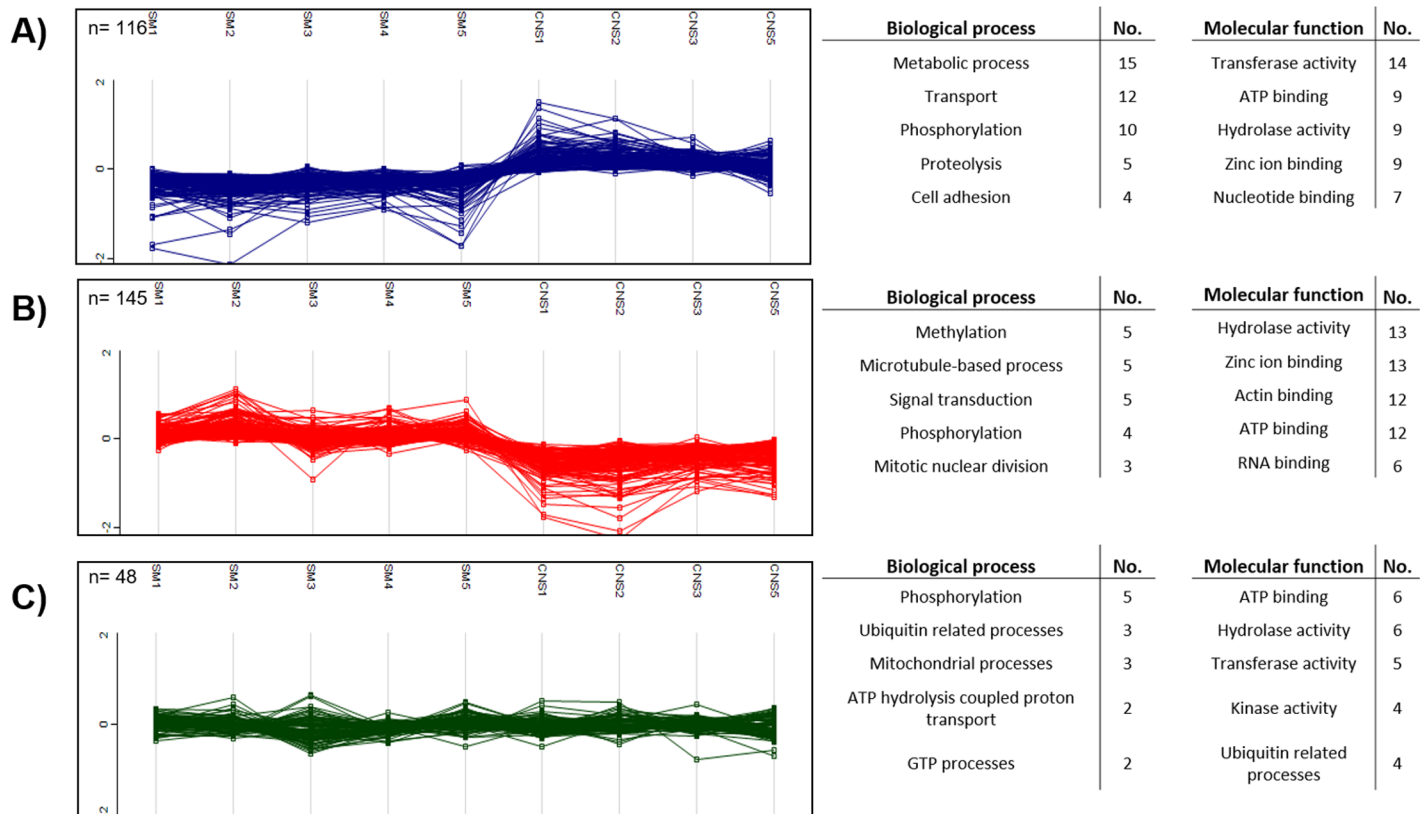 A)
n= 116
SM1 SM2 SM3 SM4 SM5 CNS1 CNS2 CNS3 CNS5
2
0
-2
Biological process No.
Metabolic process 15
Transport 12
Phosphorylation 10
Proteolysis 5
Cell adhesion 4
Molecular function No.
Transferase activity 14
ATP binding 9
Hydrolase activity 9
Zinc ion binding 9
Nucleotide binding 7
B)
n= 145
SM1 SM2 SM3 SM4 SM5 CNS1 CNS2 CNS3 CNS5
2
0
-2
Biological process No.
Methylation 5
Microtubule-based process 5
Signal transduction 5
Phosphorylation 4
Mitotic nuclear division 3
Molecular function No.
Hydrolase activity 13
Zinc ion binding 13
Actin binding 12
ATP binding 12
RNA binding 6
C)
n= 48
SM1 SM2 SM3 SM4 SM5 CNS1 CNS2 CNS3 CNS5
2
0
2
Biological process No.
Phosphorylation 5
Ubiquitin related processes 3
Mitochondrial processes 3
ATP hydrolysis coupled proton
transport 2
GTP processes 2
Molecular function No.
ATP binding 6
Hydrolase activity 6
Transferase activity 5
Kinase activity 4
Ubiquitin related
processes 4